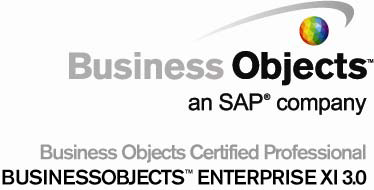 Business Objects™
an SAP® company
Business Objects Certified Professional
BUSINESSOBJECTS™ ENTERPRISE XI 3.0